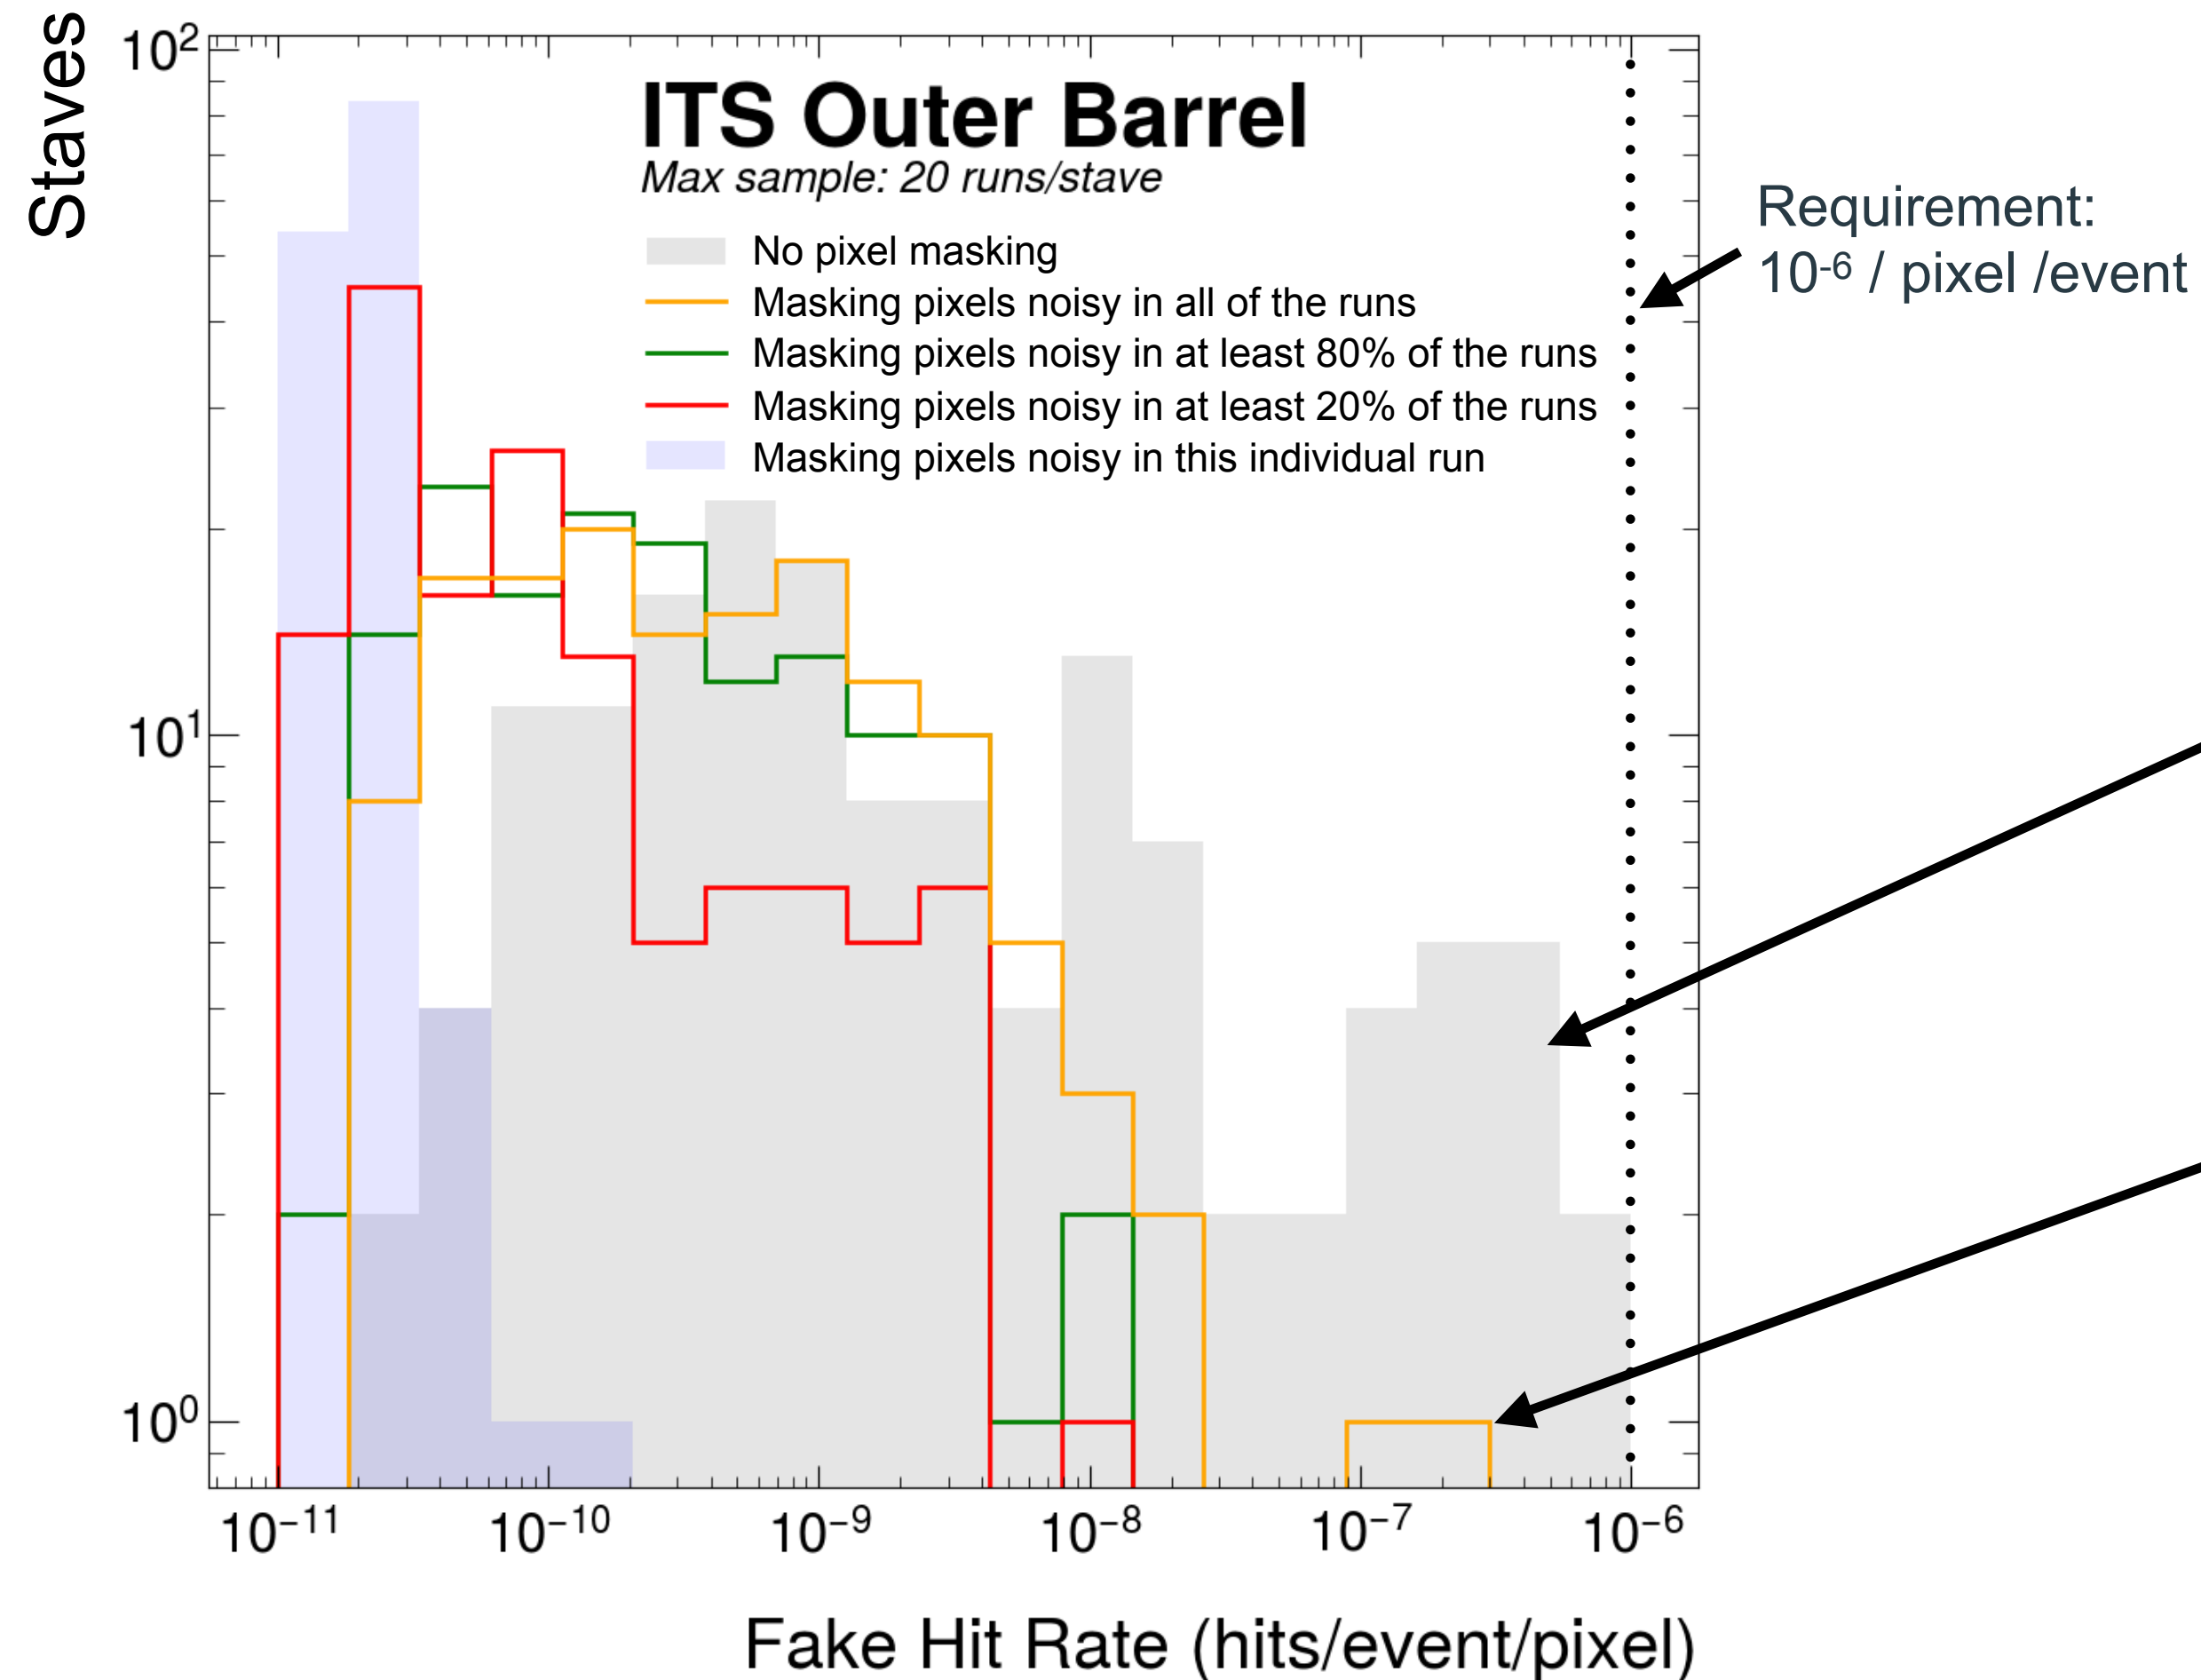 Staves
10²
ITS Outer Barrel
Max sample: 20 runs/stave
No pixel masking
Masking pixels noisy in all of the runs
Masking pixels noisy in at least 80% of the runs
Masking pixels noisy in at least 20% of the runs
Masking pixels noisy in this individual run
Requirement:
10⁻⁶ / pixel /event
10¹
10⁰
10⁻¹¹ 10⁻¹⁰ 10⁻⁹ 10⁻⁸ 10⁻⁷ 10⁻⁶
Fake Hit Rate (hits/event/pixel)